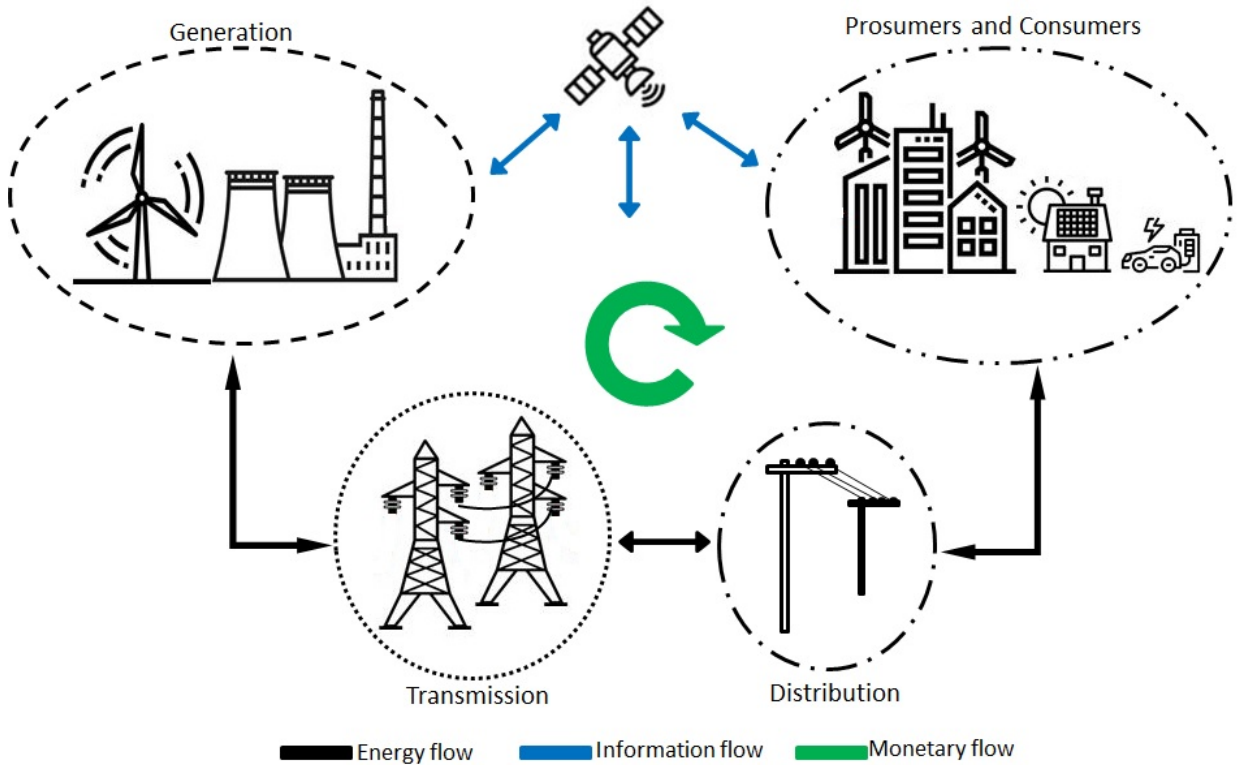 Generation
Prosumers and Consumers
Transmission
Distribution
Energy flow
Information flow
Monetary flow